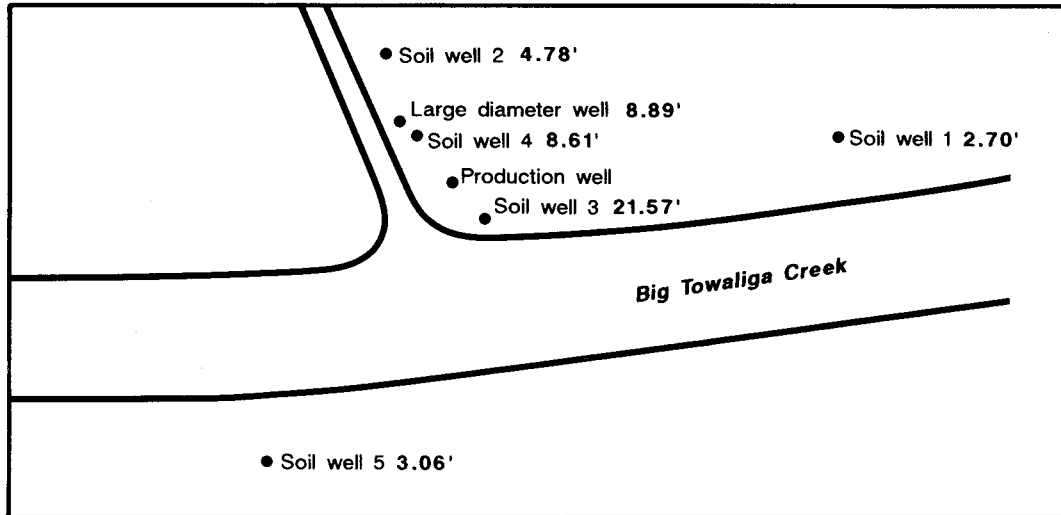 Soil well 2 4.78'
Large diameter well 8.89'
Soil well 4 8.61'
Soil well 1 2.70'
Production well
Soil well 3 21.57'
Big Towaliga Creek
Soil well 5 3.06'